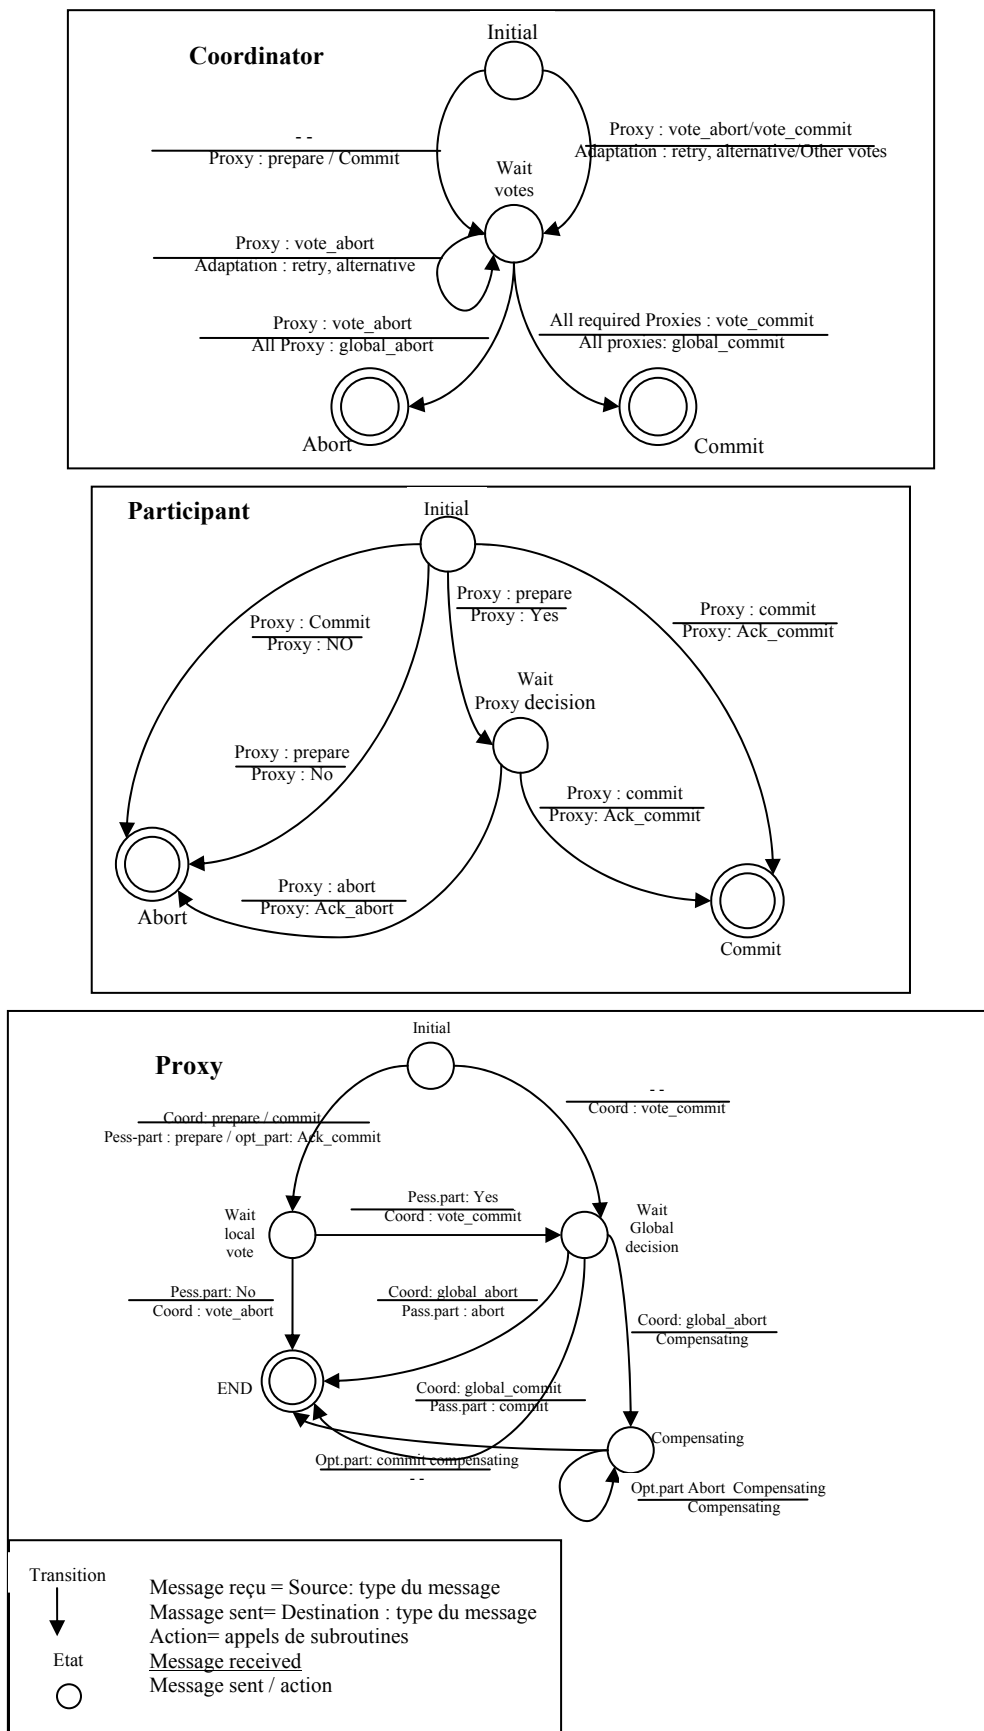 Initial
Coordinator
- -
Proxy : prepare / Commit
Proxy : vote_abort/vote_commit
Adaptation : retry, alternative/Other votes
Wait
votes
Proxy : vote_abort
Adaptation : retry, alternative
Proxy : vote_abort
All Proxy : global_abort
All required Proxies : vote_commit
All proxies: global_commit
Abort
Commit
Participant
Initial
Proxy : prepare
Proxy : Yes
Proxy : Commit
Proxy : NO
Proxy : commit
Proxy: Ack_commit
Wait
Proxy decision
Proxy : prepare
Proxy : No
Proxy : commit
Proxy: Ack_commit
Proxy : abort
Proxy: Ack_abort
Abort
Commit
Initial
Proxy
- -
Coord : vote_commit
Coord: prepare / commit
Pess-part : prepare / opt_part: Ack_commit
Wait
local
vote
Pess.part: Yes
Coord : vote_commit
Wait
Global
decision
Pess.part: No
Coord : vote_abort
Coord: global_abort
Pass.part : abort
Coord: global_abort
Compensating
END
Coord: global_commit
Pass.part : commit
Compensating
Opt.part: commit compensating
- -
Opt.part Abort Compensating
Compensating
Transition
Etat
Message reçu = Source: type du message
Massage sent= Destination : type du message
Action= appels de subroutines
Message received
Message sent / action